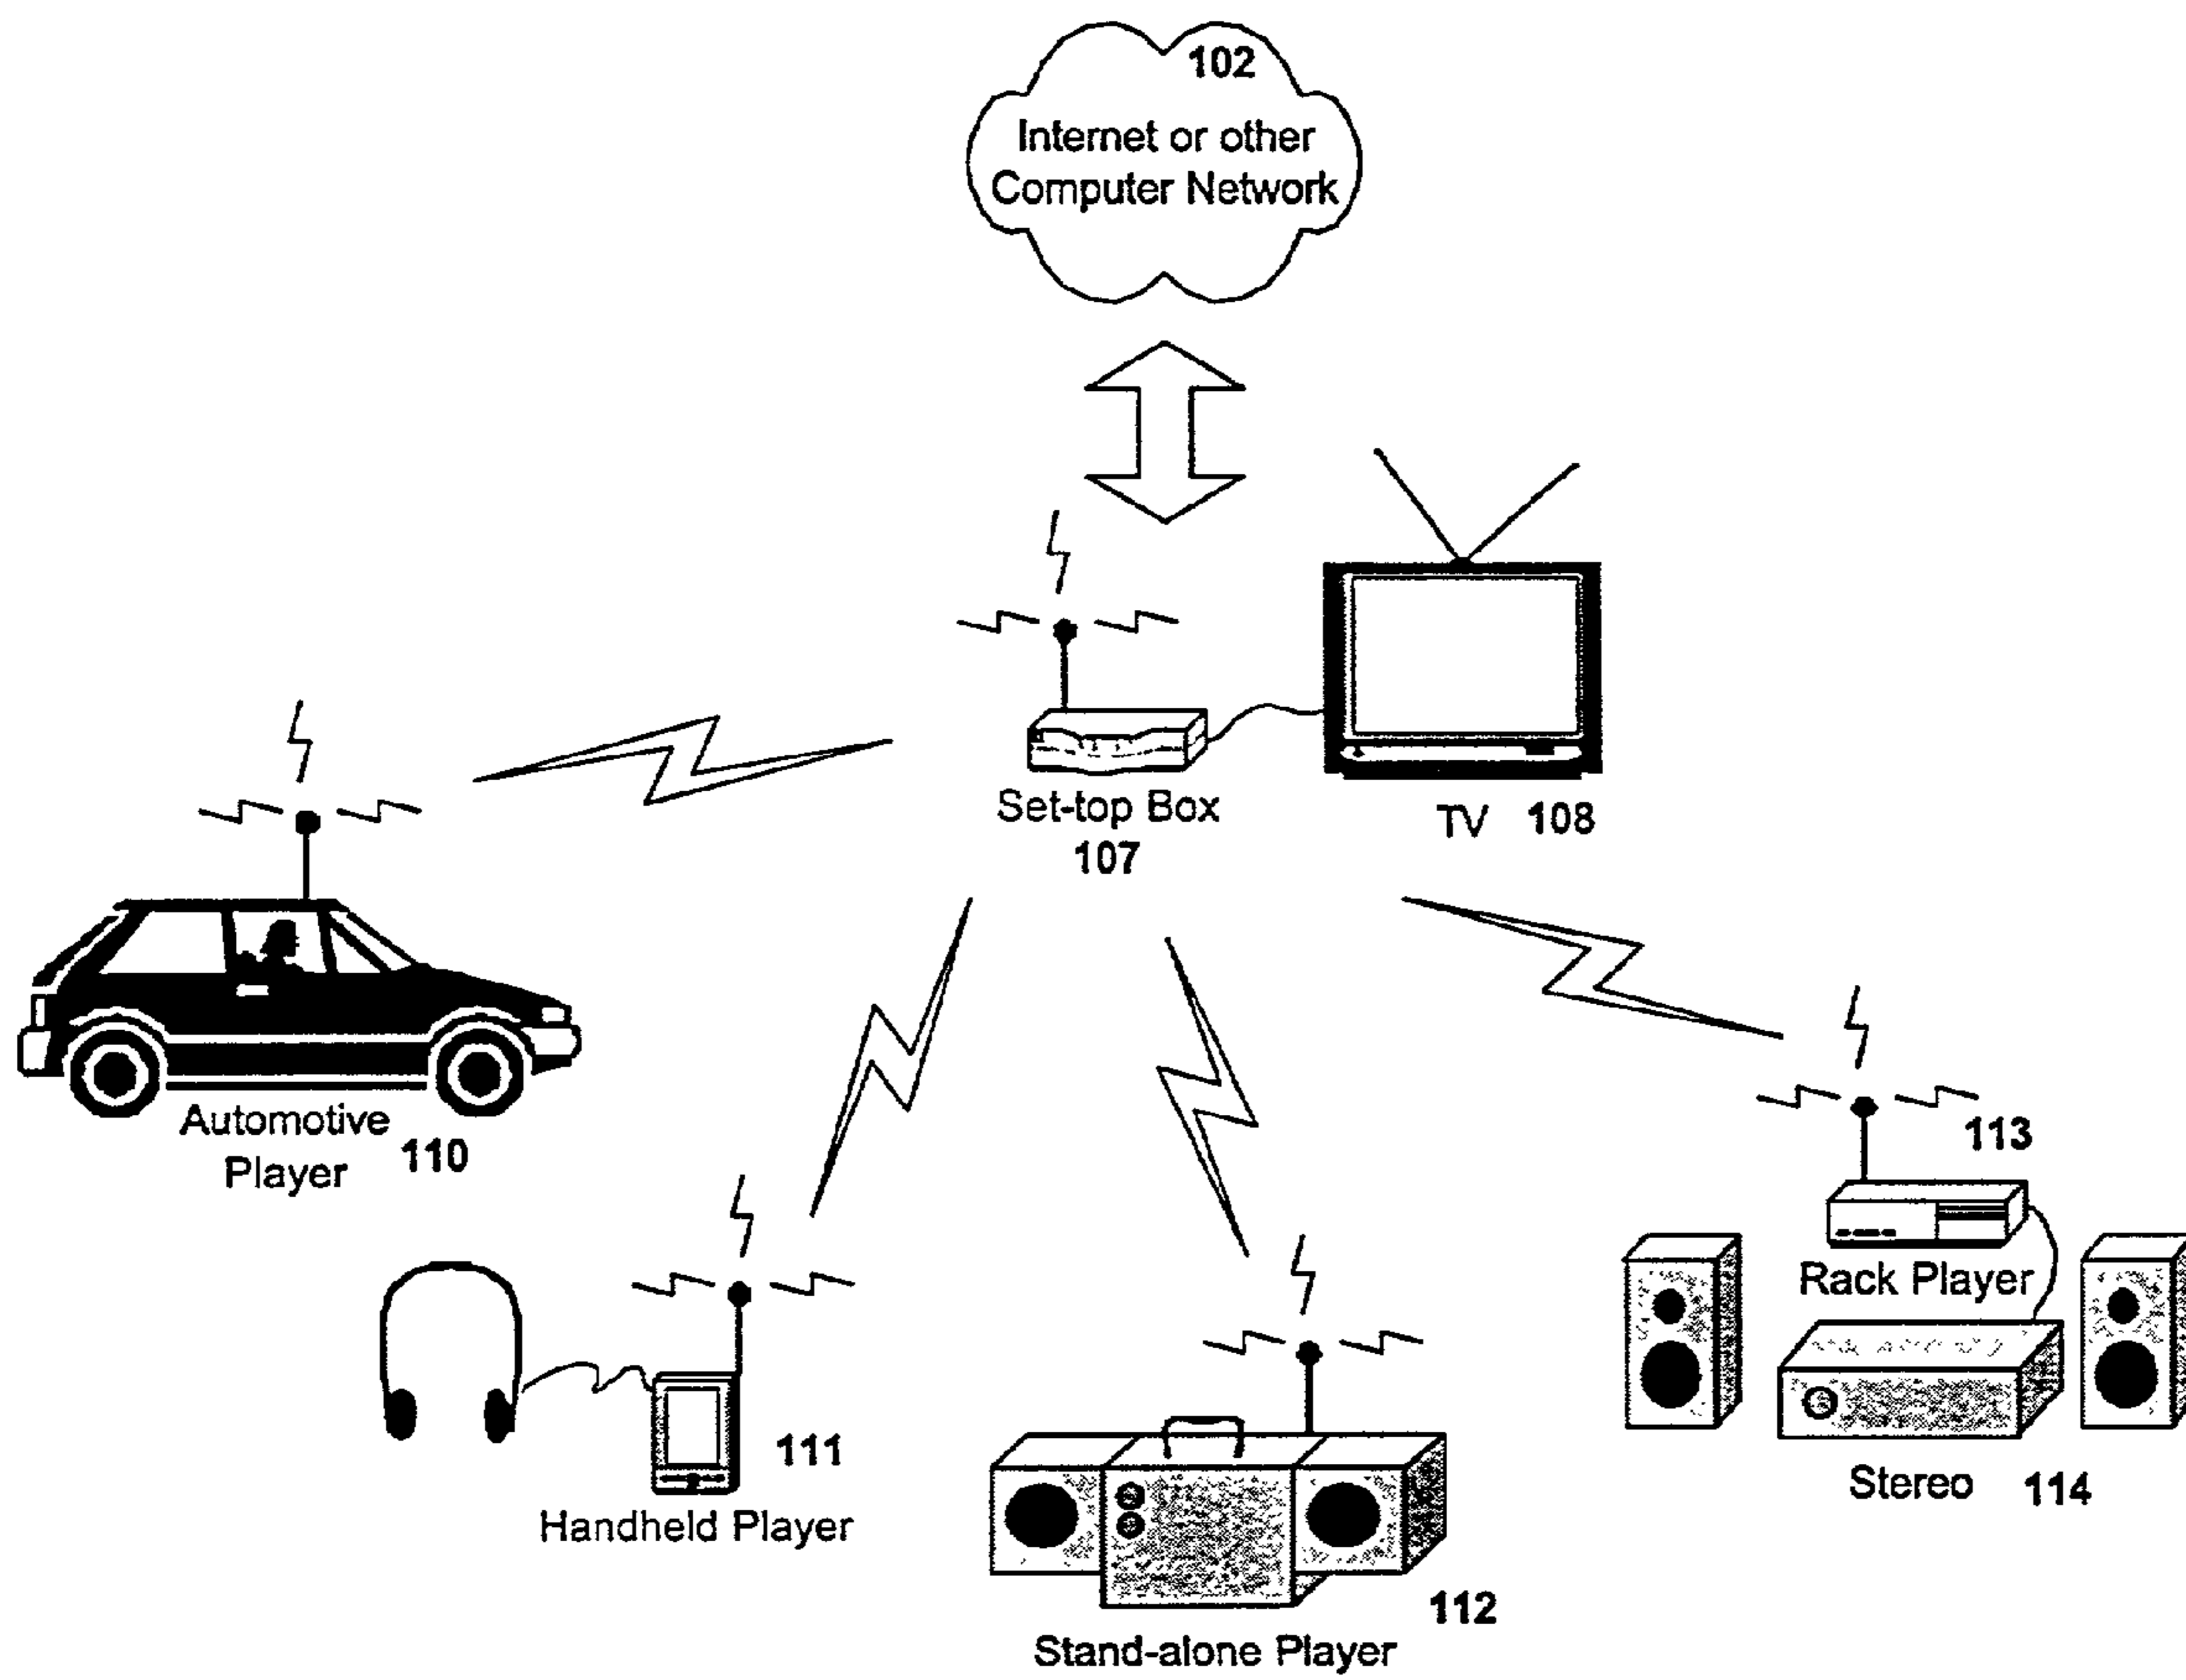 102
Internet or other
Computer Network
Set-top Box
107
TV 108
Automotive
Player
110
113
Rack Player
111
Handheld Player
Stereo 114
112
Stand-alone Player